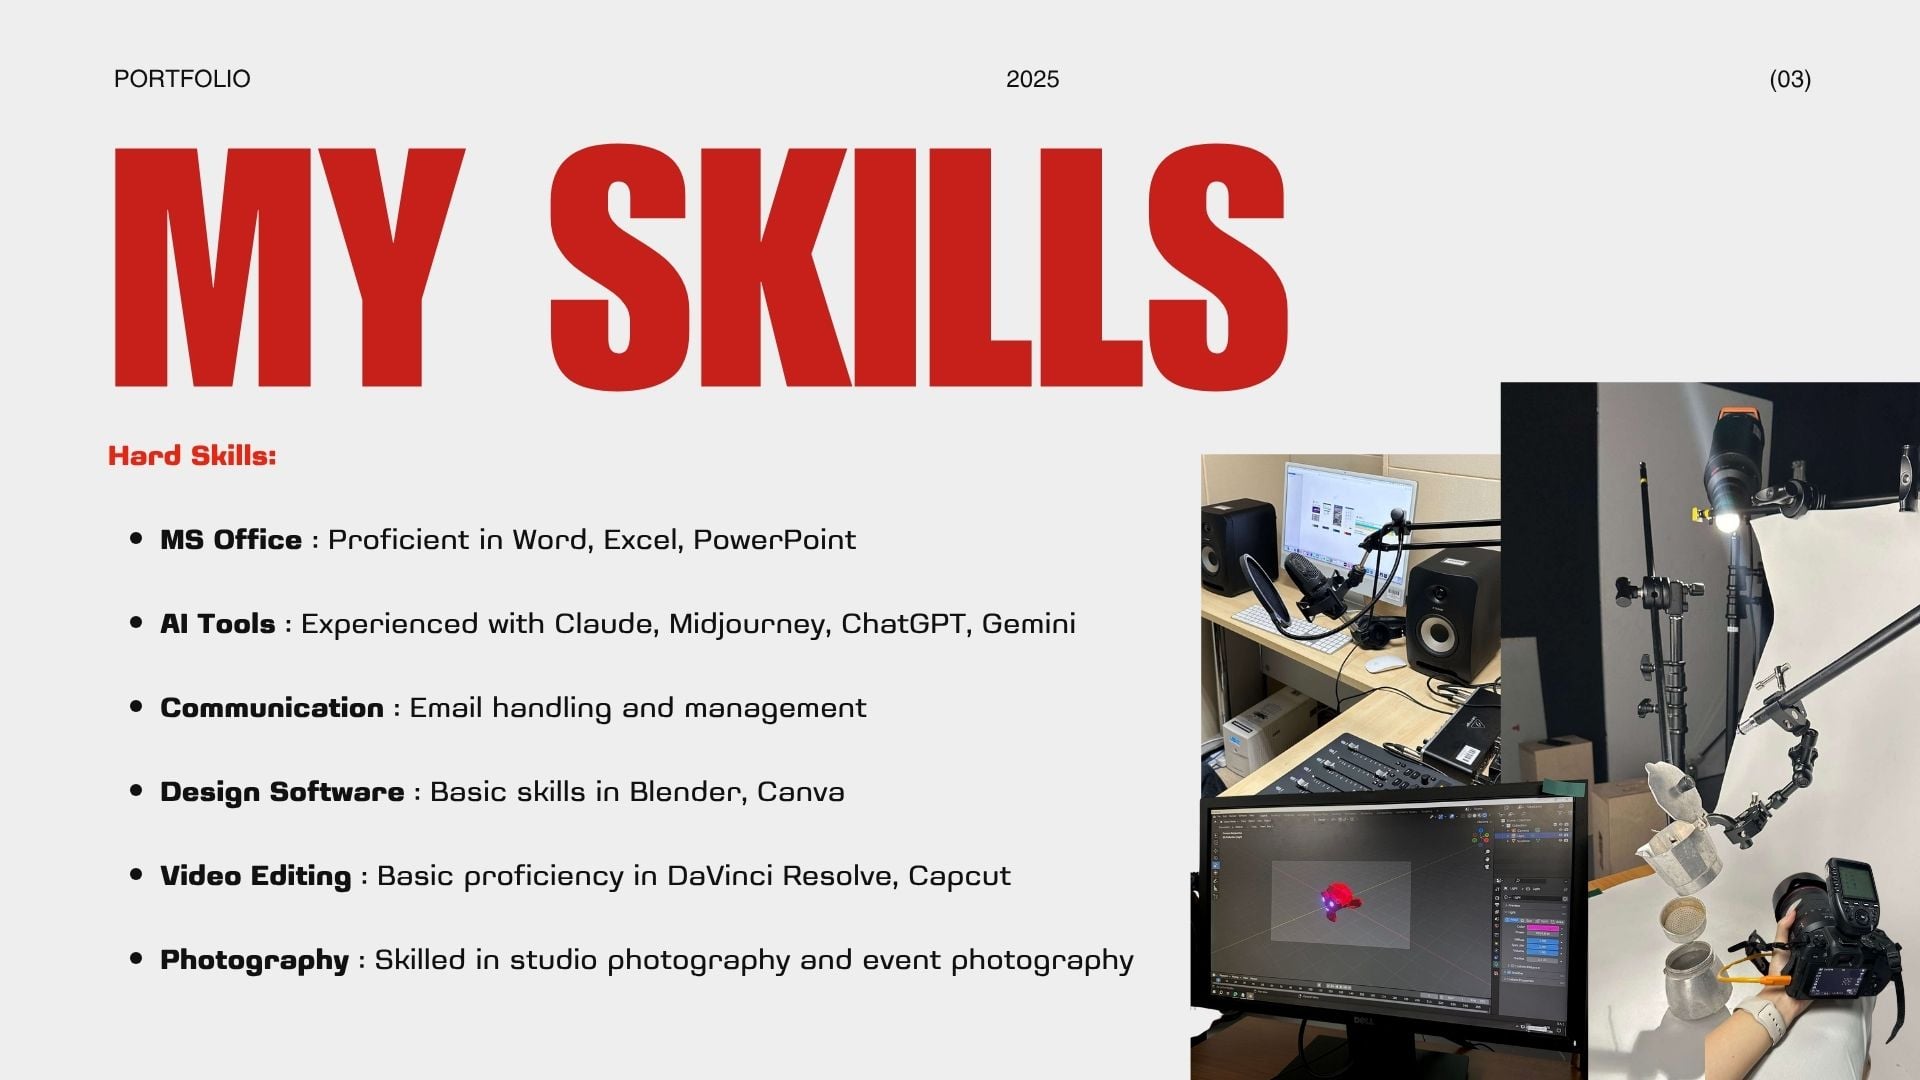 PORTFOLIO 2025 (03)
MY SKILLS
Hard Skills:
MS Office : Proficient in Word, Excel, PowerPoint
AI Tools : Experienced with Claude, Midjourney, ChatGPT, Gemini
Communication : Email handling and management
Design Software : Basic skills in Blender, Canva
Video Editing : Basic proficiency in DaVinci Resolve, Capcut
Photography : Skilled in studio photography and event photography
DELL